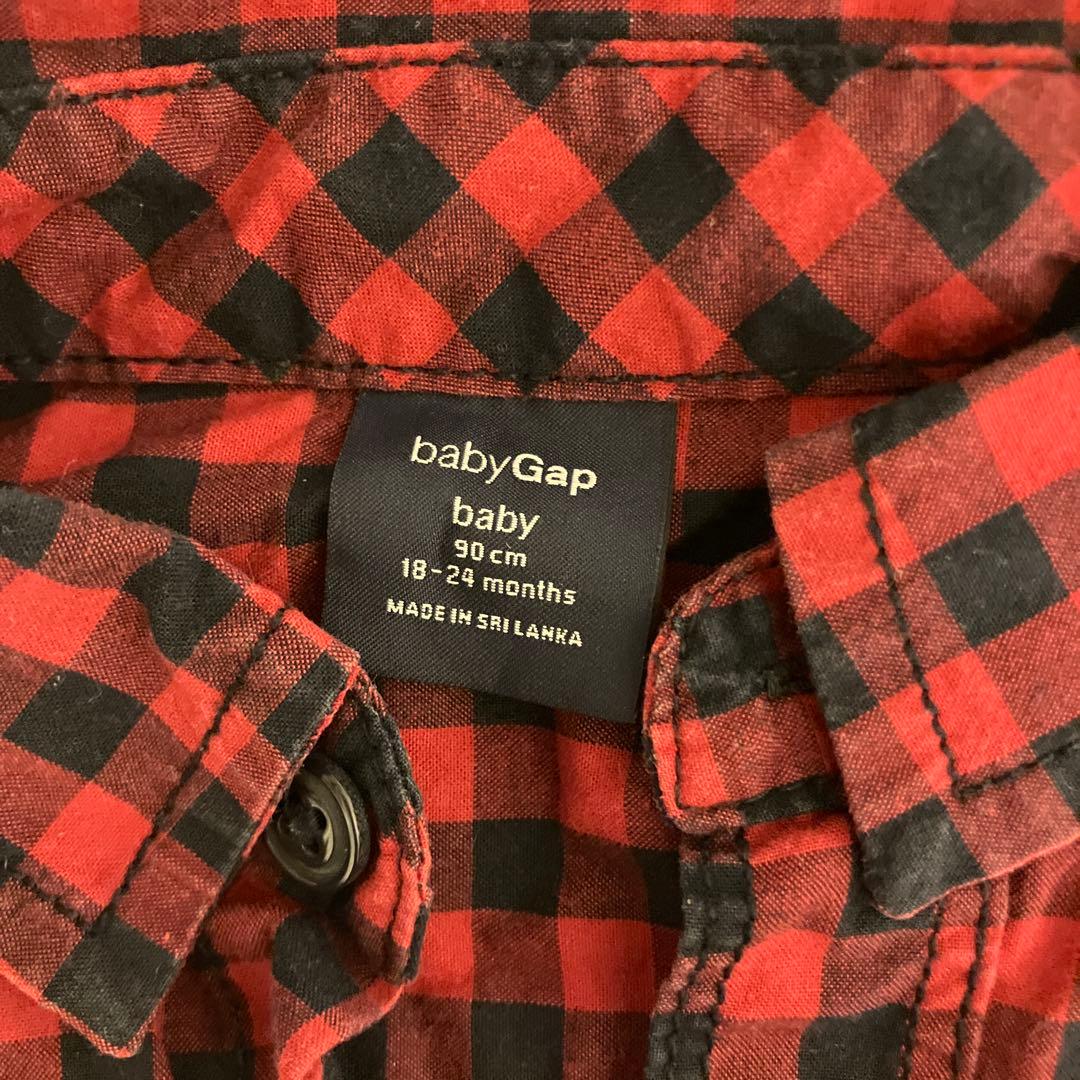 babyGap
baby
90 cm
18-24 months
MADE IN SRI LANKA